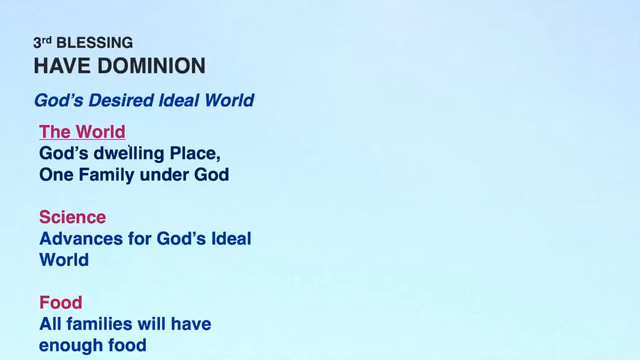 3rd BLESSING
HAVE DOMINION
God's Desired Ideal World
The World
God's dwelling Place,
One Family under God
Science
Advances for God's Ideal
World
Food
All families will have
enough food